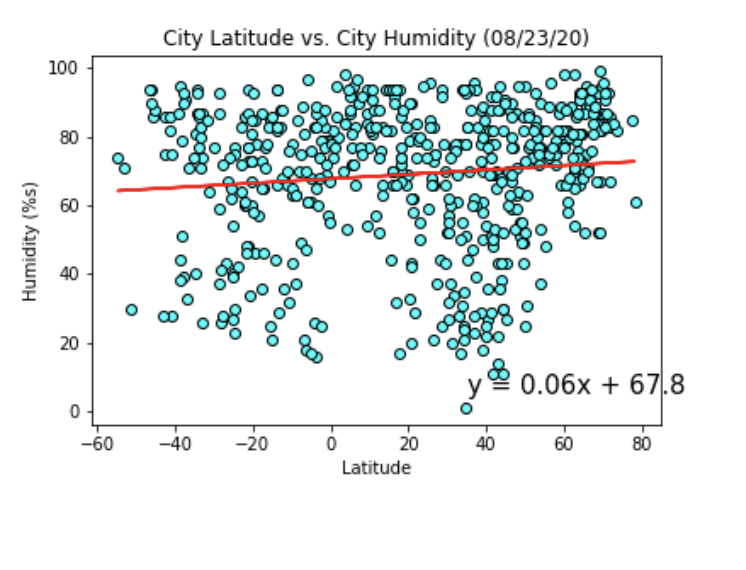 City Latitude vs. City Humidity (08/23/20)
100
80
60
40
20
0
Humidity (%s)
y = 0.06x + 67.8
−60 −40 −20 0 20 40 60 80
Latitude